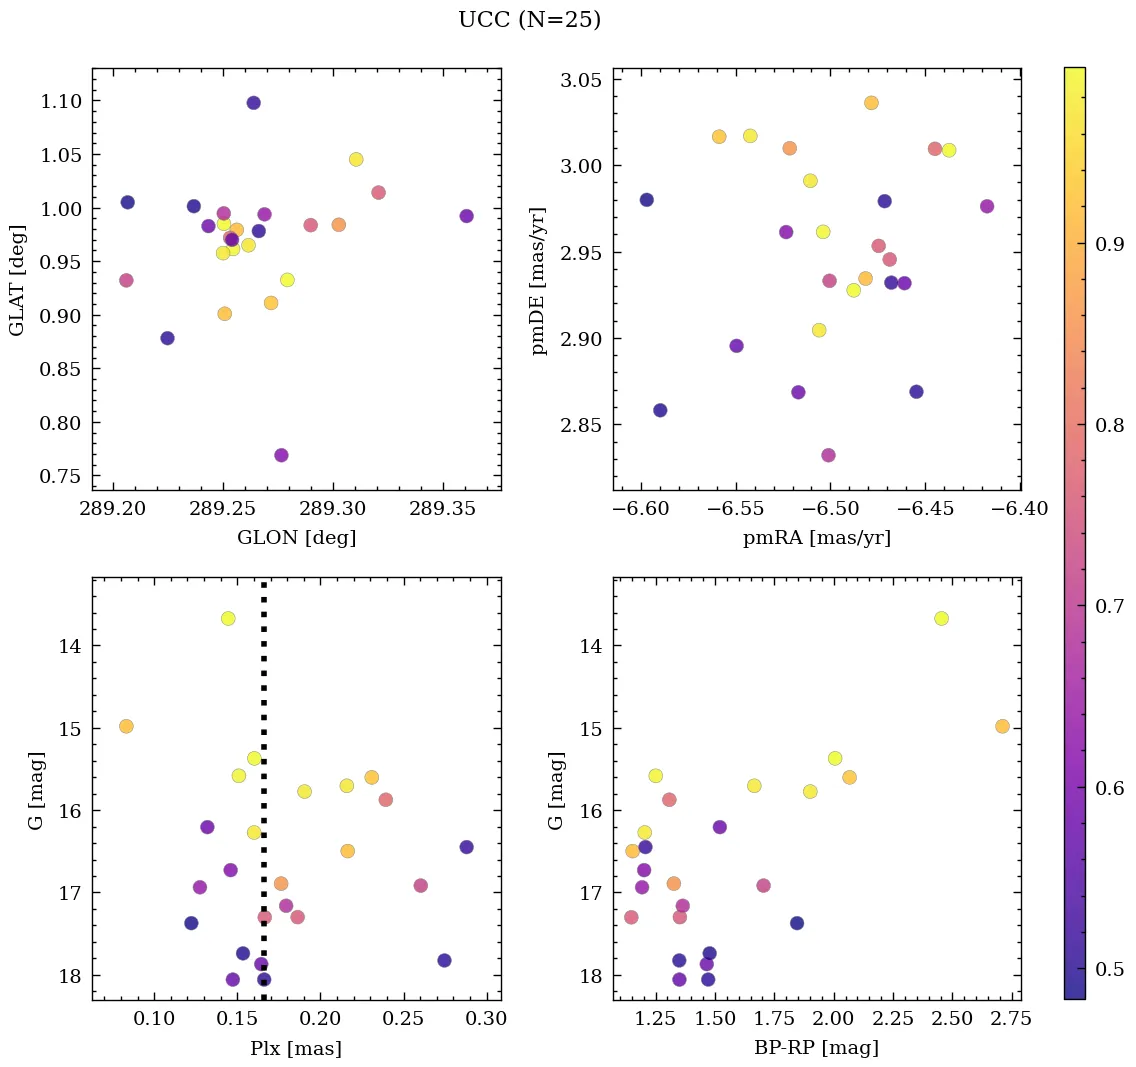 UCC (N=25)
1.10
1.05
1.00
0.95
0.90
0.85
0.80
0.75
GLAT [deg]
289.20 289.25 289.30 289.35
GLON [deg]
3.05
3.00
2.95
2.90
2.85
pmDE [mas/yr]
−6.60 −6.55 −6.50 −6.45 −6.40
pmRA [mas/yr]
14
15
16
17
18
G [mag]
0.10 0.15 0.20 0.25 0.30
Plx [mas]
14
15
16
17
18
G [mag]
1.25 1.50 1.75 2.00 2.25 2.50 2.75
BP-RP [mag]
0.9
0.8
0.7
0.6
0.5